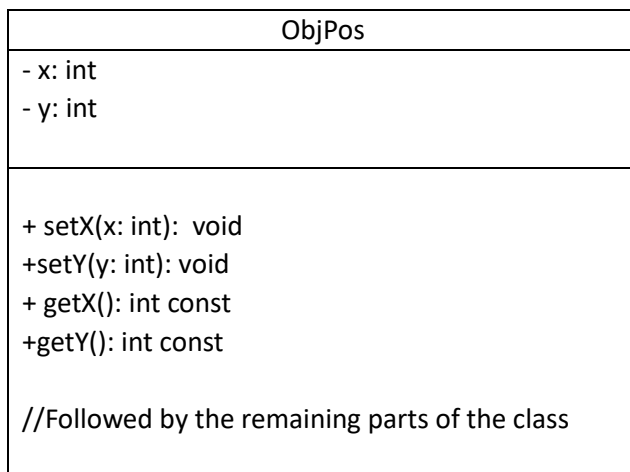 ObjPos
- x: int
- y: int
+ setX(x: int):  void
+setY(y: int): void
+ getX(): int const
+getY(): int const
//Followed by the remaining parts of the class